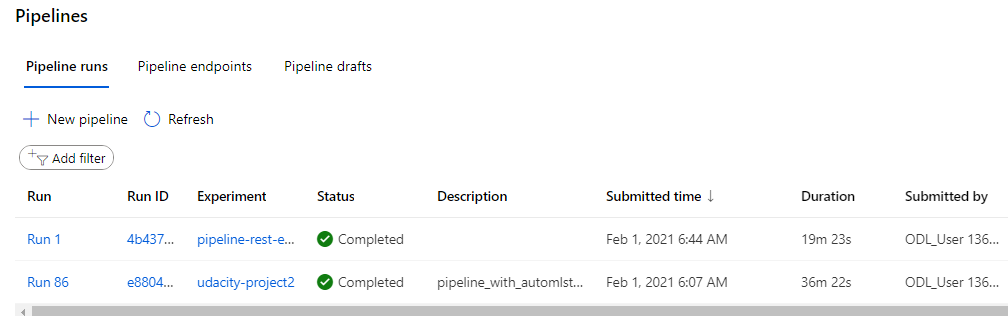 Pipelines
Pipeline runs Pipeline endpoints Pipeline drafts
New pipeline Refresh
Add filter
Run Run ID Experiment Status Description Submitted time ↓ Duration Submitted by
Run 1 4b437... pipeline-rest-e... Completed Feb 1, 2021 6:44 AM 19m 23s ODL_User 136...
Run 86 e8804... udacity-project2 Completed pipeline_with_automlst... Feb 1, 2021 6:07 AM 36m 22s ODL_User 136...